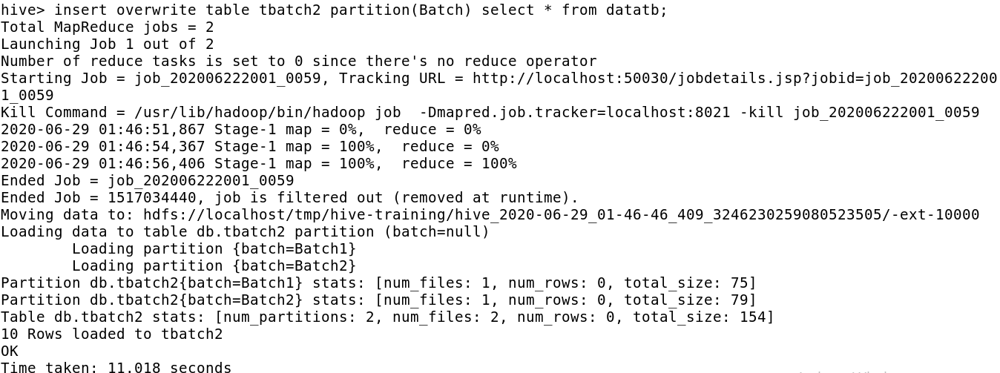 hive> insert overwrite table tbatch2 partition(Batch) select * from datatb;
Total MapReduce jobs = 2
Launching Job 1 out of 2
Number of reduce tasks is set to 0 since there's no reduce operator
Starting Job = job_202006222001_0059, Tracking URL = http://localhost:50030/jobdetails.jsp?jobid=job_20200622200
1_0059
Kill Command = /usr/lib/hadoop/bin/hadoop job  -Dmapred.job.tracker=localhost:8021 -kill job_202006222001_0059
2020-06-29 01:46:51,867 Stage-1 map = 0%,  reduce = 0%
2020-06-29 01:46:54,367 Stage-1 map = 100%,  reduce = 0%
2020-06-29 01:46:56,406 Stage-1 map = 100%,  reduce = 100%
Ended Job = job_202006222001_0059
Ended Job = 1517034440, job is filtered out (removed at runtime).
Moving data to: hdfs://localhost/tmp/hive-training/hive_2020-06-29_01-46-46_409_3246230259080523505/-ext-10000
Loading data to table db.tbatch2 partition (batch=null)
        Loading partition {batch=Batch1}
        Loading partition {batch=Batch2}
Partition db.tbatch2{batch=Batch1} stats: [num_files: 1, num_rows: 0, total_size: 75]
Partition db.tbatch2{batch=Batch2} stats: [num_files: 1, num_rows: 0, total_size: 79]
Table db.tbatch2 stats: [num_partitions: 2, num_files: 2, num_rows: 0, total_size: 154]
10 Rows loaded to tbatch2
OK
Time taken: 11.018 seconds